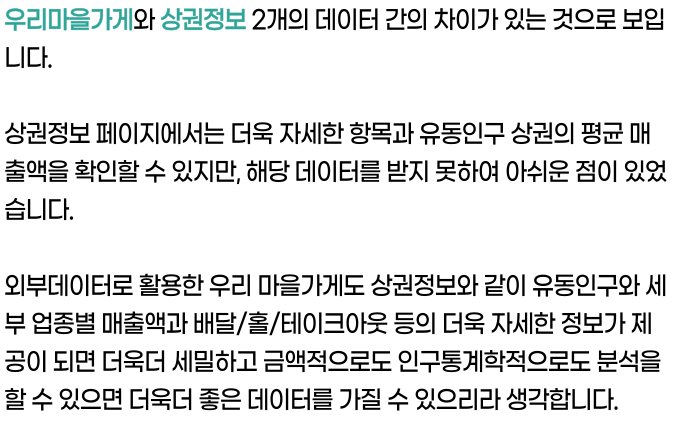 우리마을가게와 상권정보 2개의 데이터 간의 차이가 있는 것으로 보입
니다.
상권정보 페이지에서는 더욱 자세한 항목과 유동인구 상권의 평균 매
출액을 확인할 수 있지만, 해당 데이터를 받지 못하여 아쉬운 점이 있었
습니다.
외부데이터로 활용한 우리 마을가게도 상권정보와 같이 유동인구와 세
부 업종별 매출액과 배달/홀/테이크아웃 등의 더욱 자세한 정보가 제
공이 되면 더욱더 세밀하고 금액적으로도 인구통계학적으로도 분석을
할 수 있으면 더욱더 좋은 데이터를 가질 수 있으리라 생각합니다.